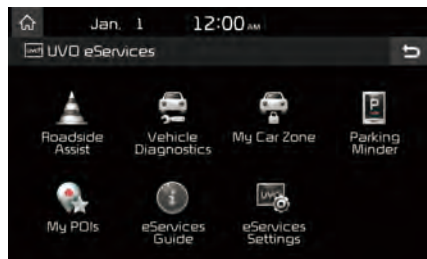 Jan. 1 12:00 AM
UVO eServices
Roadside Assist
Vehicle Diagnostics
My Car Zone
Parking Minder
My POIs
eServices Guide
eServices Settings